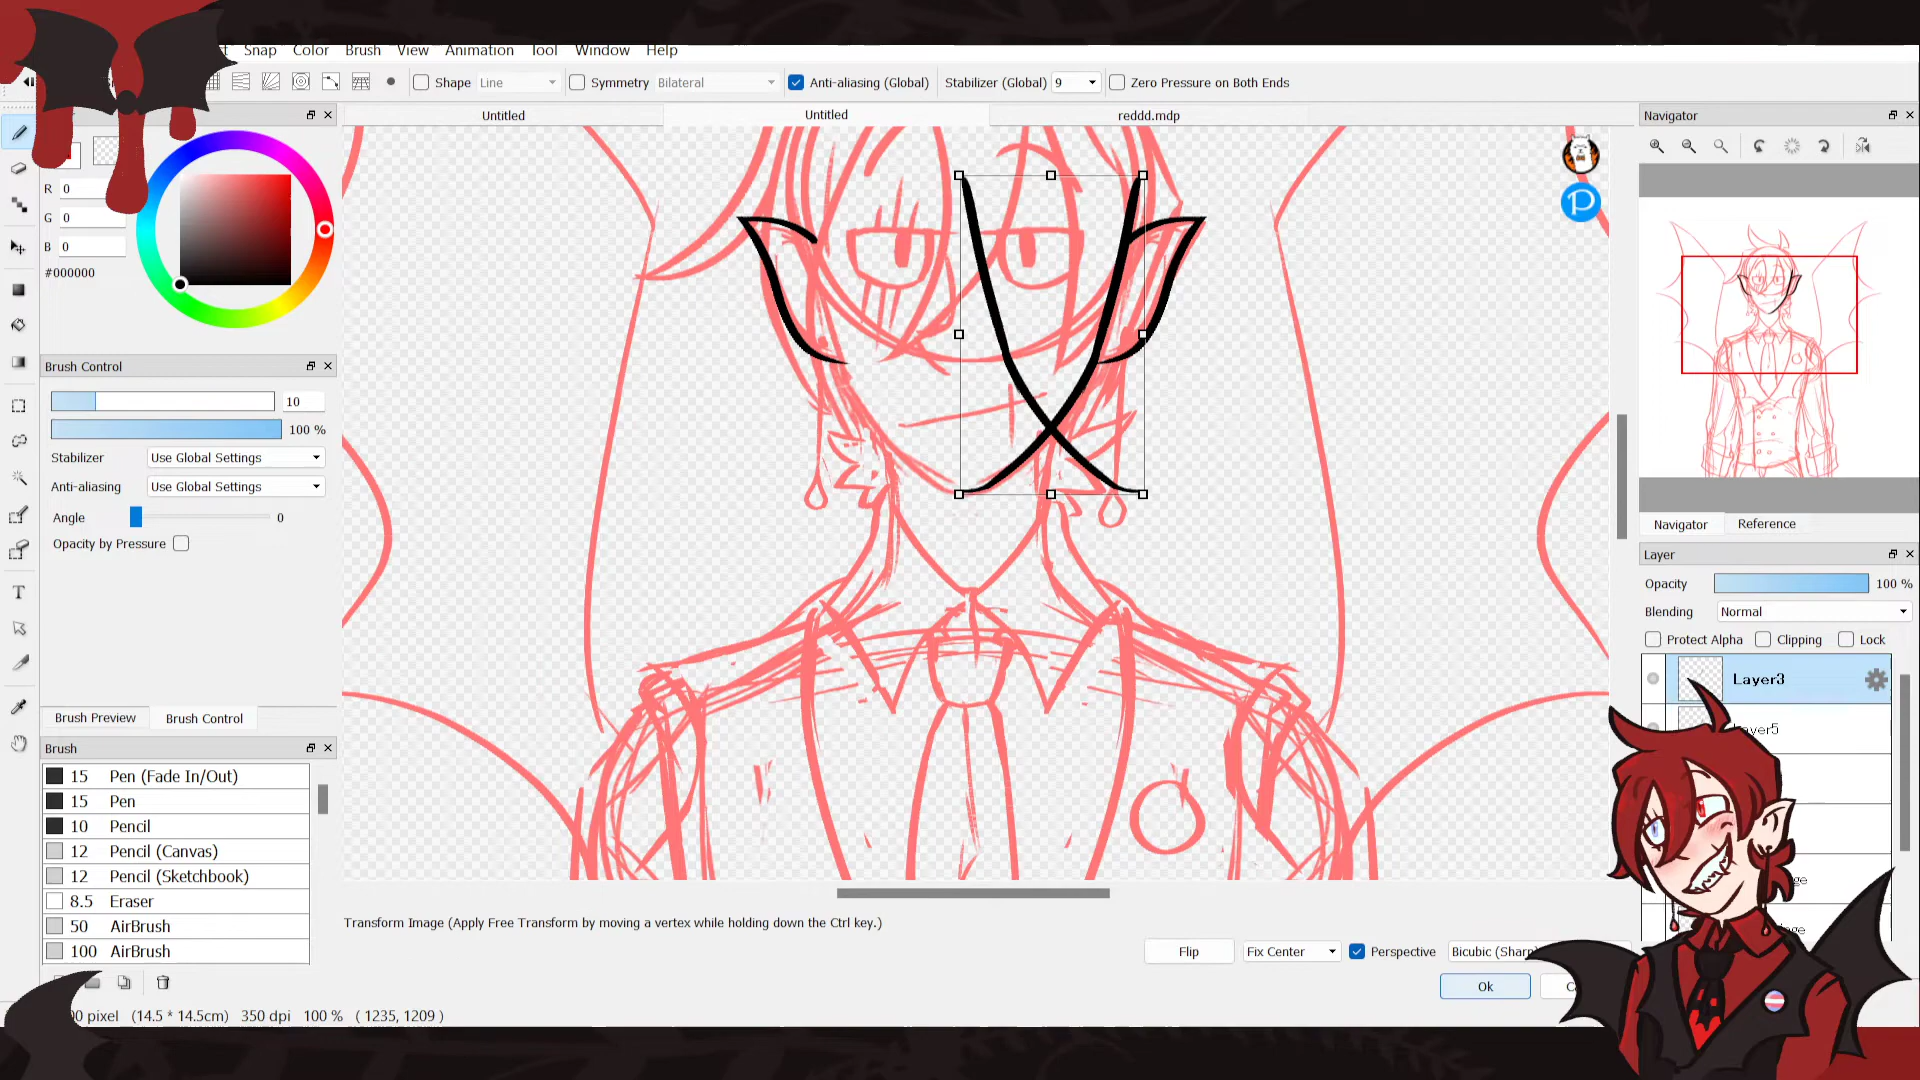 Snap Color Brush View Animation Tool Window Help
Shape Line Symmetry Bilateral Anti-aliasing (Global) Stabilizer (Global) 9 Zero Pressure on Both Ends
Untitled Untitled reddd.mdp
Navigator
R 0
G 0
B 0
#000000
Brush Control
10
100 %
Stabilizer Use Global Settings
Anti-aliasing Use Global Settings
Angle 0
Opacity by Pressure
Brush Preview Brush Control
Brush
15 Pen (Fade In/Out)
15 Pen
10 Pencil
12 Pencil (Canvas)
12 Pencil (Sketchbook)
8.5 Eraser
50 AirBrush
100 AirBrush
pixel (14.5 * 14.5cm) 350 dpi 100 % ( 1235, 1209 )
Transform Image (Apply Free Transform by moving a vertex while holding down the Ctrl key.)
Flip Fix Center Perspective Bicubic (Sharp)
Ok
Navigator Reference
Layer
Opacity 100 %
Blending Normal
Protect Alpha Clipping Lock
Layer3
Layer5